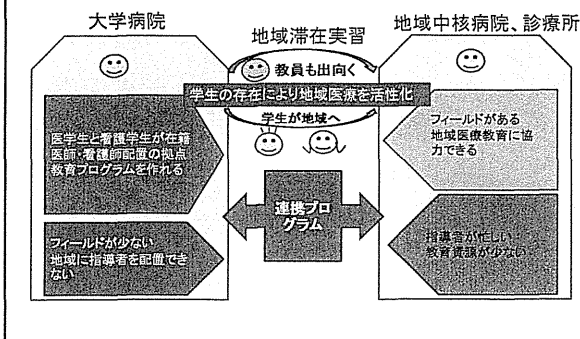 大学病院
地域滞在実習
地域中核病院、診療所
教員も出向く
学生の存在により地域医療を活性化
学生が地域へ
医学生と看護学生が在籍
医師・看護師配置の拠点
教育プログラムを作れる
フィールドがある
地域医療教育に協
力できる
連携プロ
グラム
フィールドが少ない
地域に指導者を配置でき
ない
指導者が忙しい
教育資源が少ない